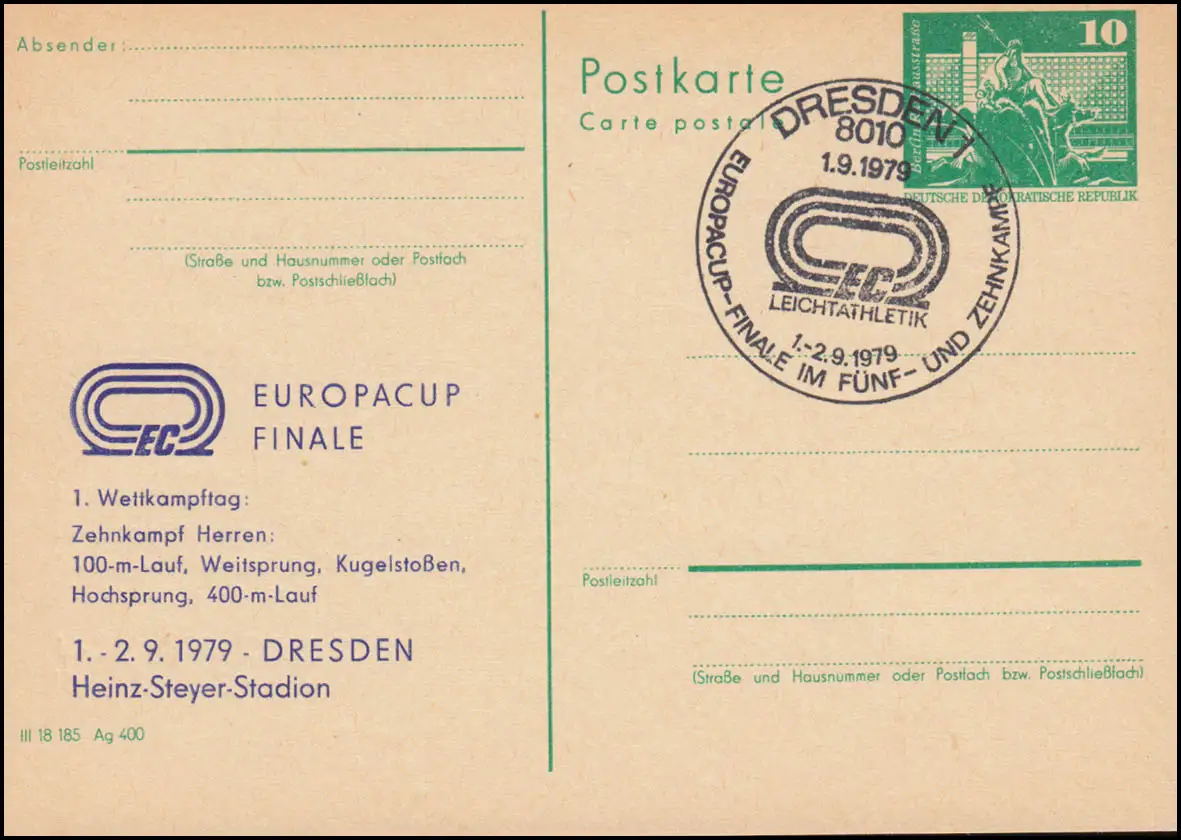 Absender:
Postleitzahl
(Straße und Hausnummer oder Postfach
bzw. Postschließfach)
EC
EUROPACUP
FINALE
1. Wettkampftag:
Zehnkampf Herren:
100-m-Lauf, Weitsprung, Kugelstoßen,
Hochsprung, 400-m-Lauf
1. - 2. 9. 1979 - DRESDEN
Heinz-Steyer-Stadion
III 18 185 Ag 400
Postkarte
Carte postale
10
Berlin
DEUTSCHE DEMOKRATISCHE REPUBLIK
DRESDEN 1
8010
1.9.1979
EC
LEICHTATHLETIK
1.-2.9.1979
EUROPACUP-FINALE IM FÜNF- UND ZEHNKAMPF
Postleitzahl
(Straße und Hausnummer oder Postfach bzw. Postschließfach)